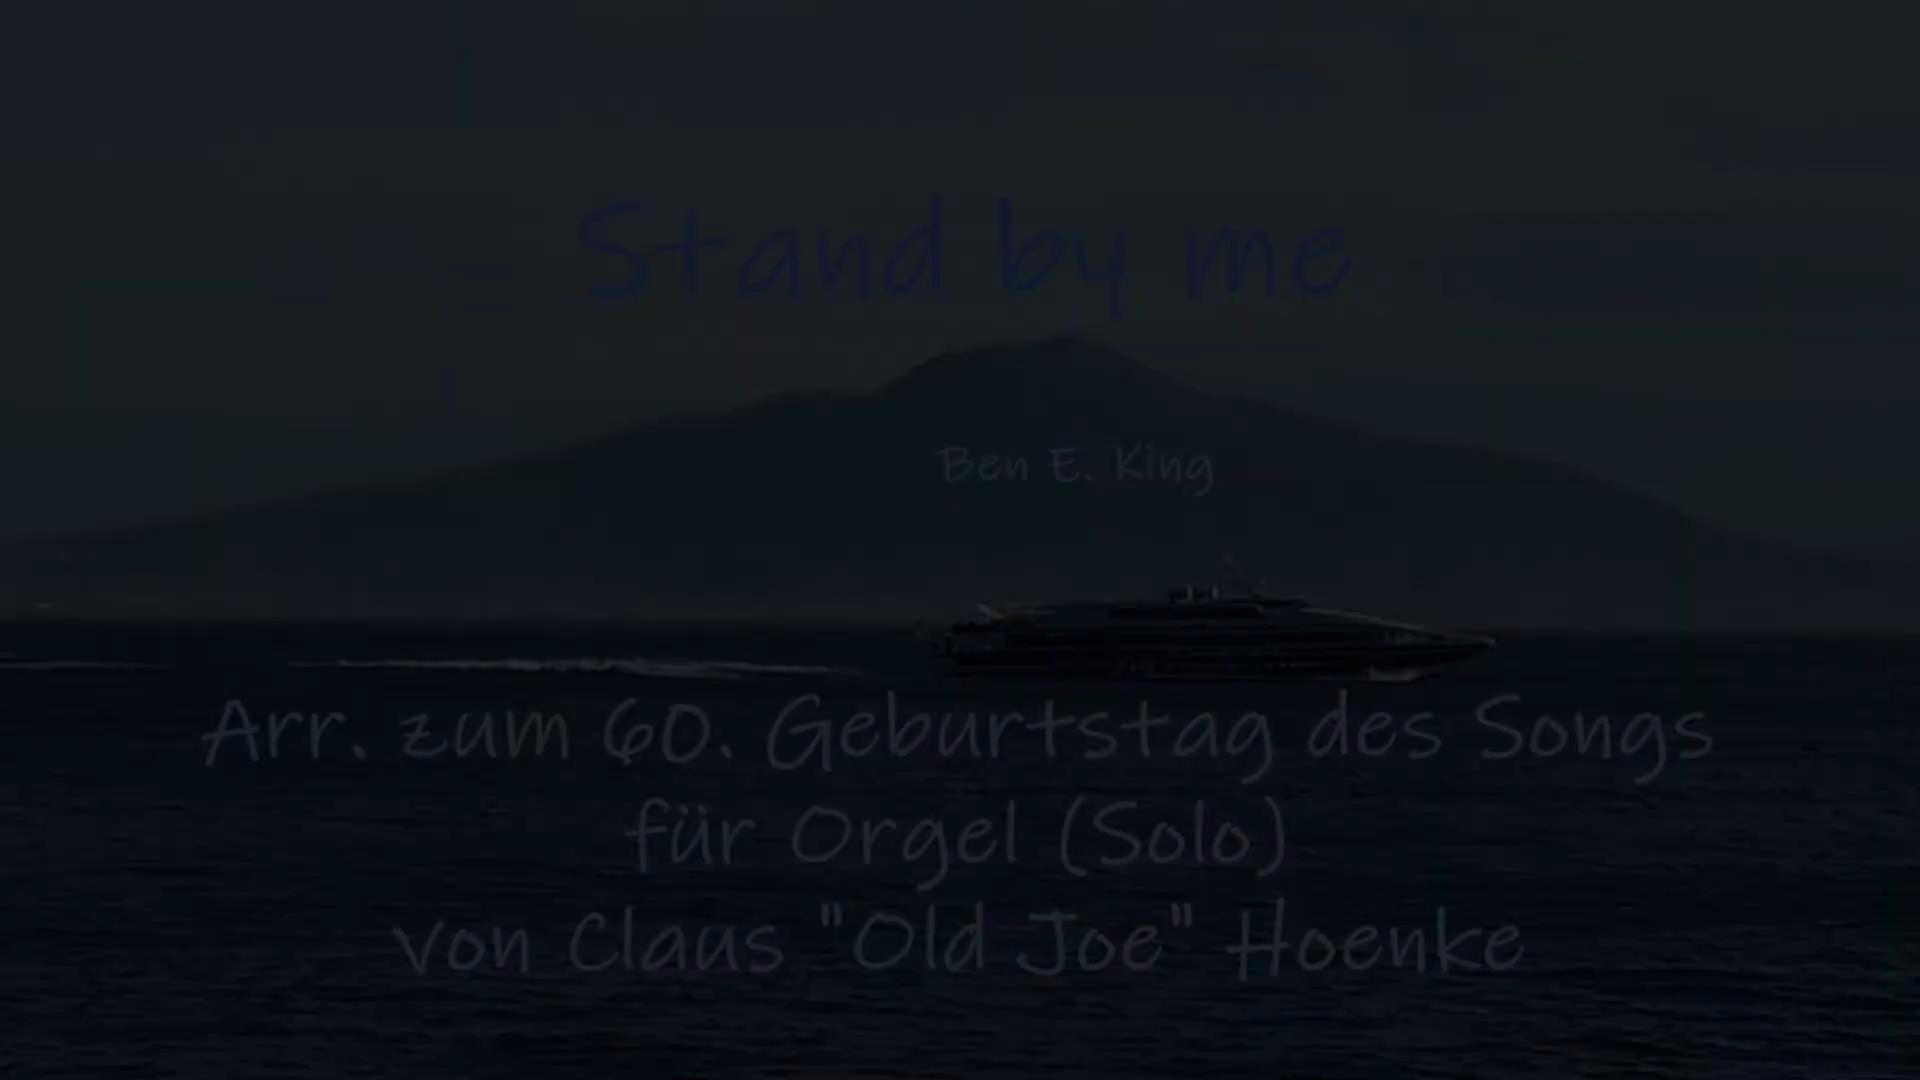 Stand by me
Ben E. King
Arr. zum 60. Geburtstag des Songs
für Orgel (Solo)
von Claus "Old Joe" Hoenke